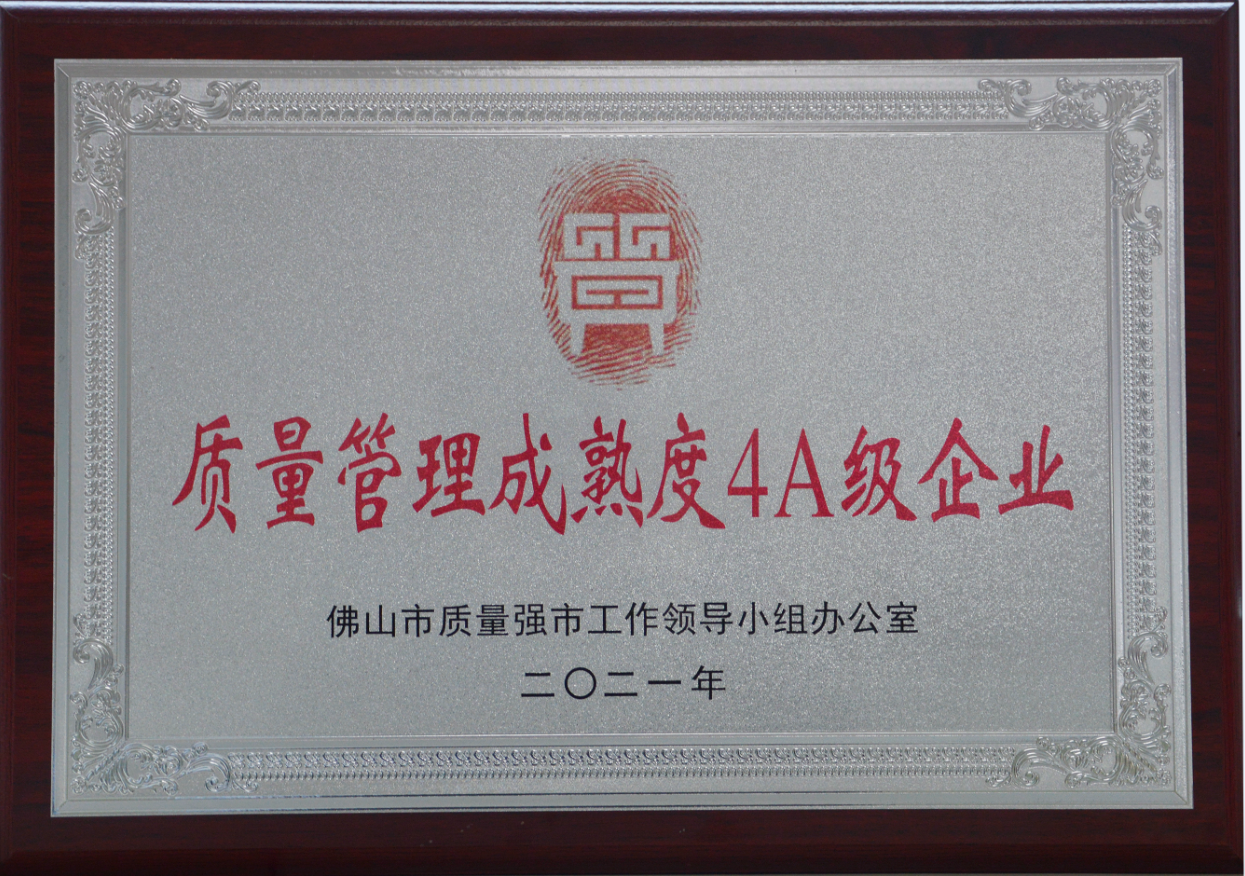 質
质量管理成熟度4A级企业
佛山市质量强市工作领导小组办公室
二〇二一年